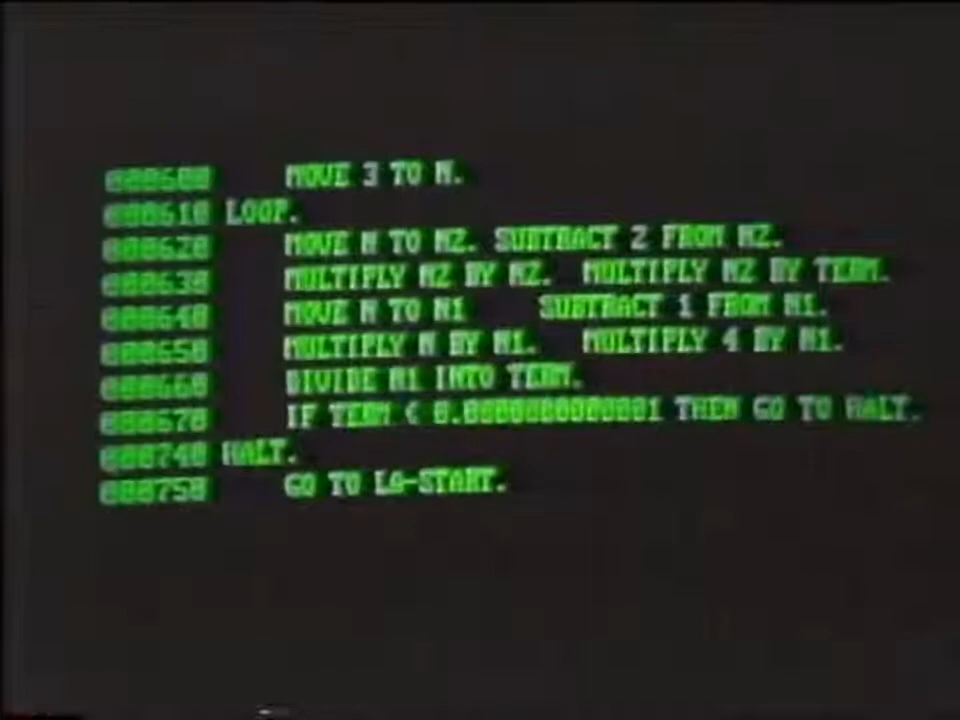 000600 MOVE 3 TO N.
000610 LOOP.
000620 MOVE N TO N2. SUBTRACT 2 FROM N2.
000630 MULTIPLY N2 BY N2. MULTIPLY N2 BY TERM.
000640 MOVE N TO N1 SUBTRACT 1 FROM N1.
000650 MULTIPLY N BY N1. MULTIPLY 4 BY N1.
000660 DIVIDE N1 INTO TERM.
000670 IF TERM < 0.0000000000001 THEN GO TO HALT.
000740 HALT.
000750 GO TO LG-START.